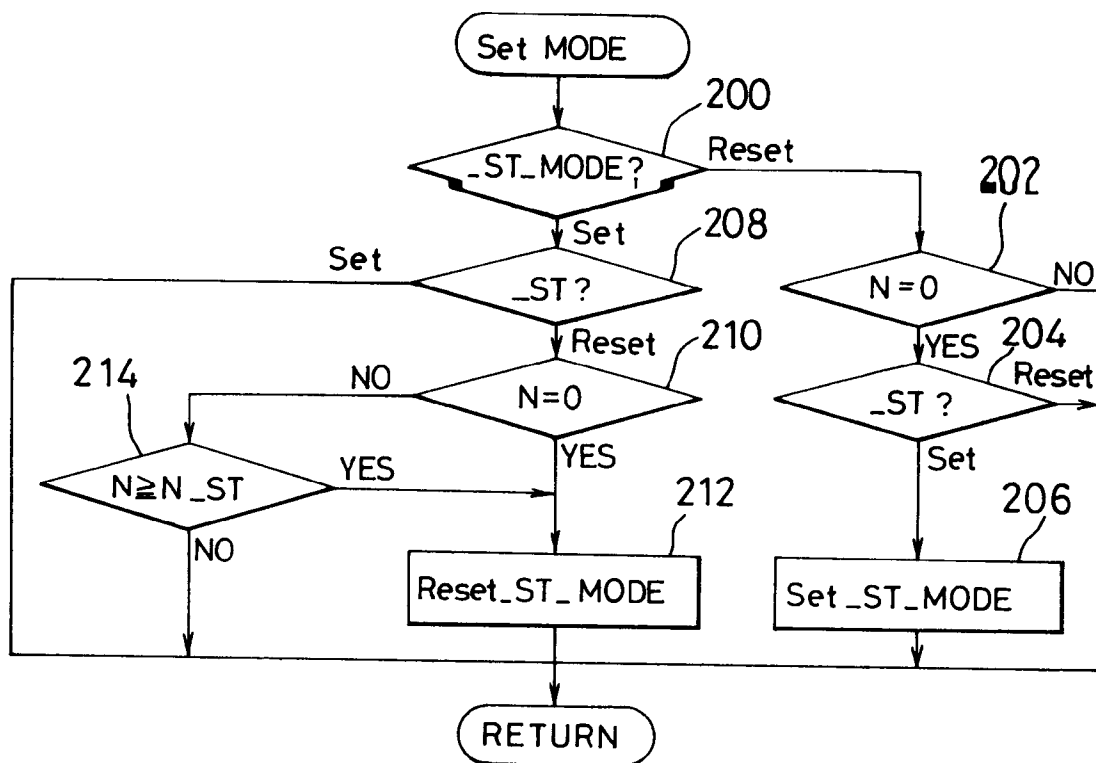 Set MODE
200
_ST_MODE?
Reset
202
Set
208
Set
_ST?
N=0
NO
Reset
210
YES
204
214
NO
N=0
_ST?
Reset
YES
Set
N≧N_ST
YES
NO
212
206
Reset_ST_MODE
Set_ST_MODE
RETURN